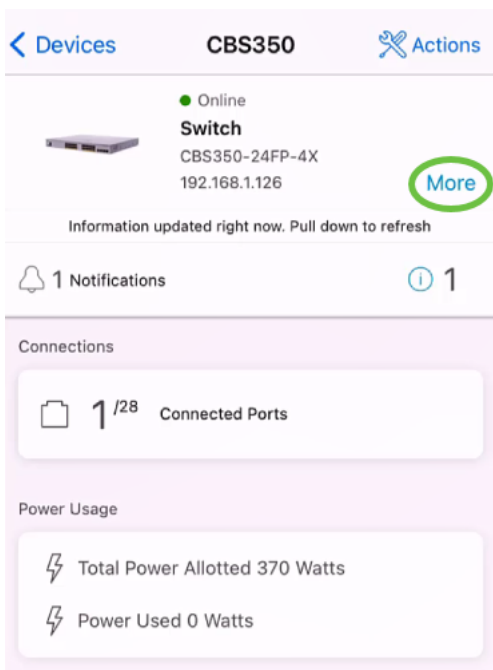 Devices CBS350 Actions
Online
Switch
CBS350-24FP-4X
192.168.1.126 More
Information updated right now. Pull down to refresh
1 Notifications 1
Connections
1/28 Connected Ports
Power Usage
Total Power Allotted 370 Watts
Power Used 0 Watts